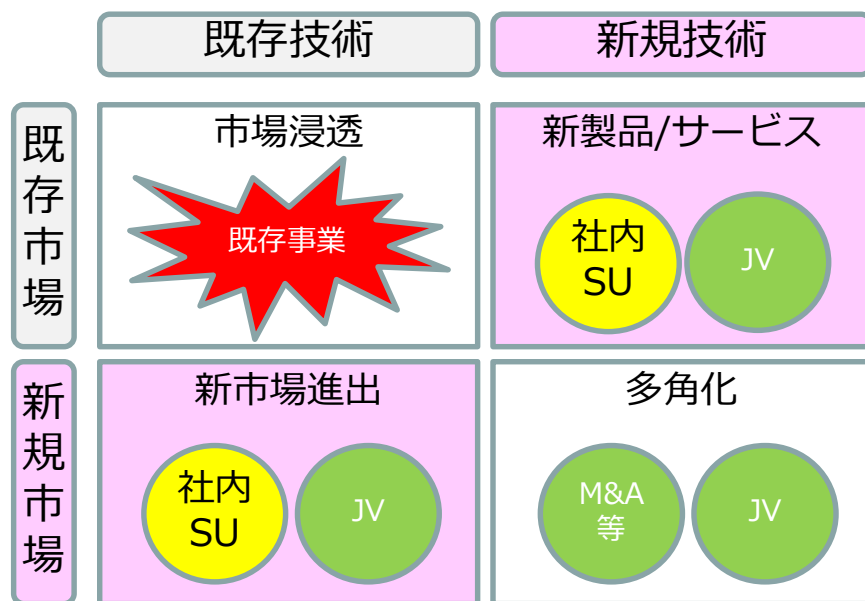 既存技術
新規技術
既存市場
市場浸透
既存事業
新製品/サービス
社内
SU
JV
新規市場
新市場進出
社内
SU
JV
多角化
M&A
等
JV